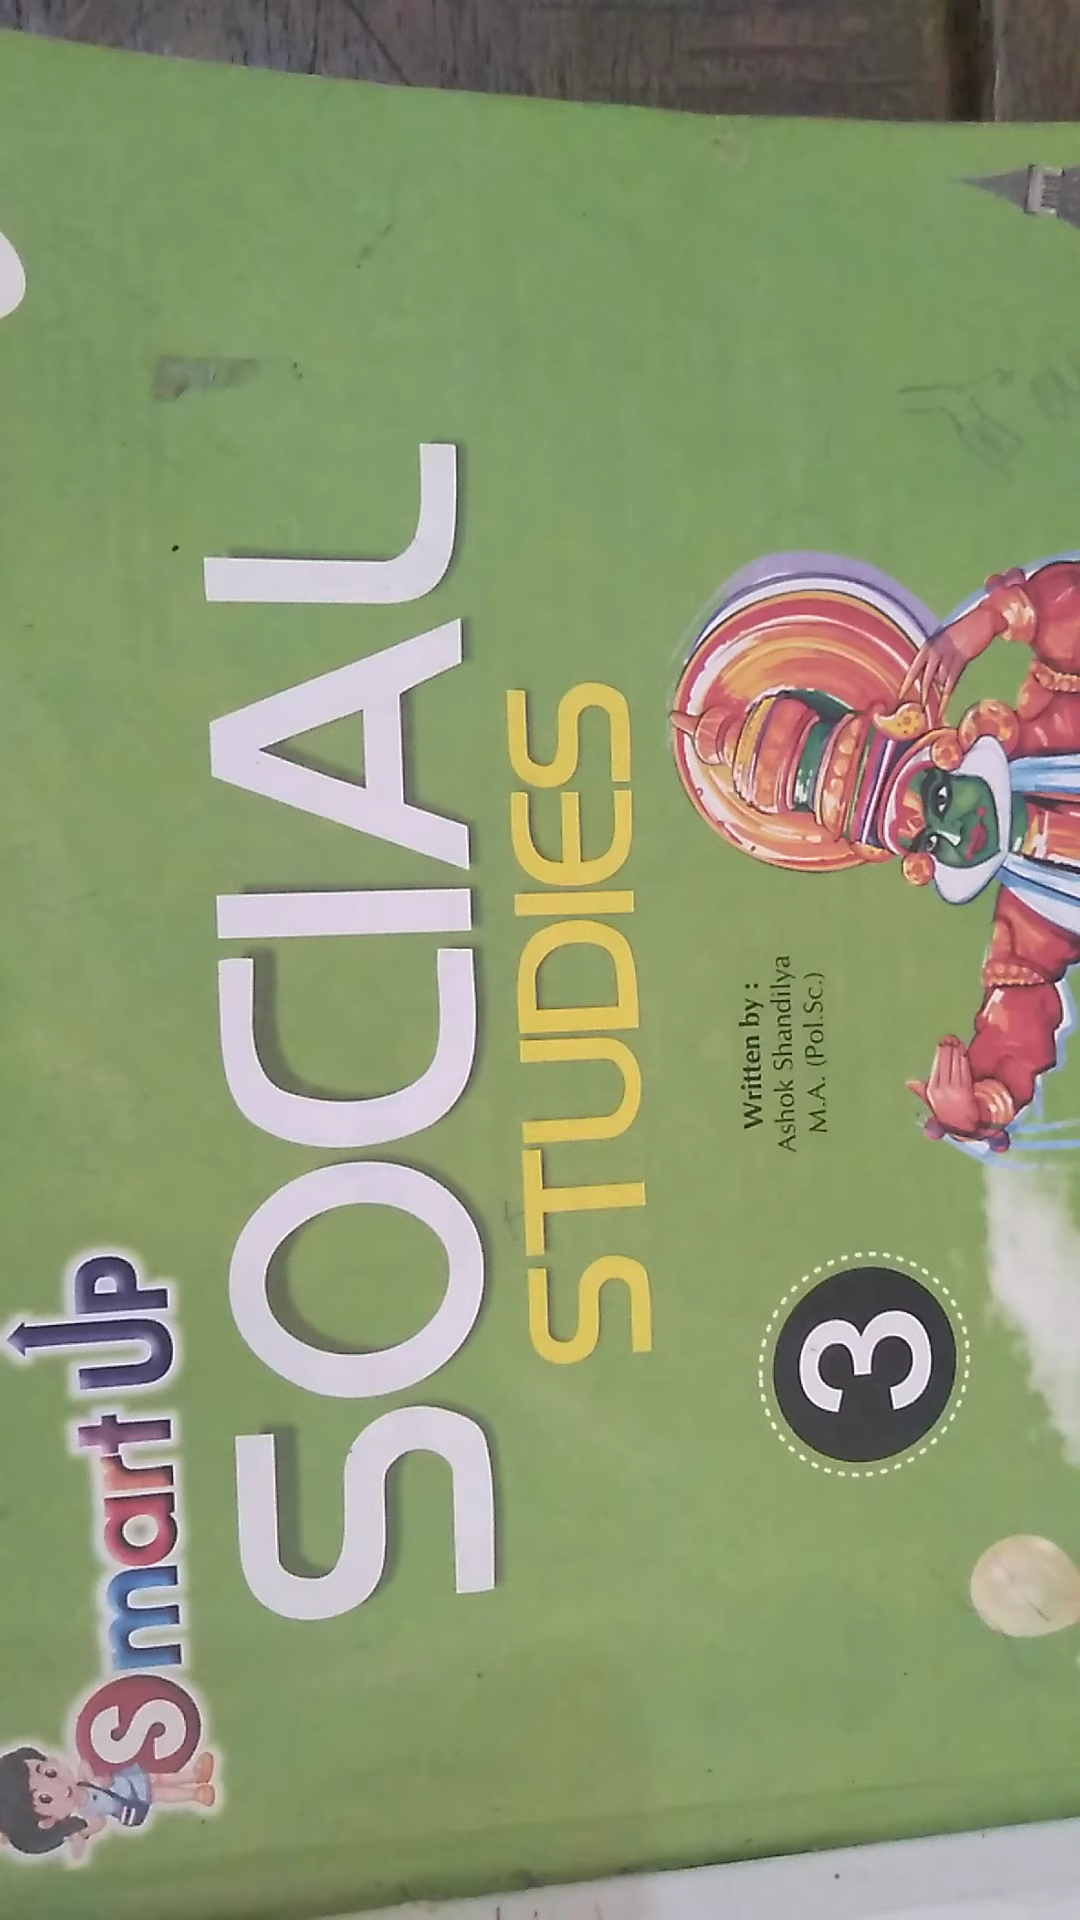 Smart UP
SOCIAL
STUDIES
Written by :
Ashok Shandilya
M.A. (Pol.Sc.)
3